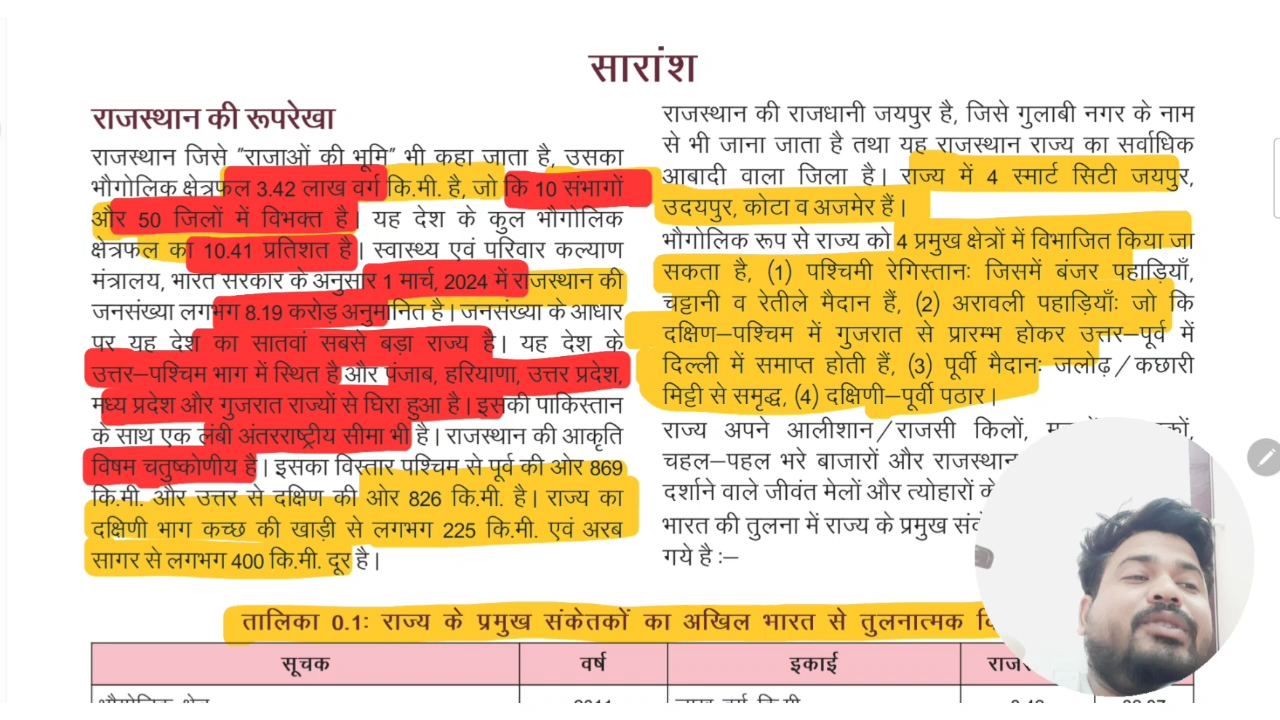 सारांश
राजस्थान की रूपरेखा
राजस्थान जिसे "राजाओं की भूमि" भी कहा जाता है, उसका
भौगोलिक क्षेत्रफल 3.42 लाख वर्ग कि.मी. है, जो कि 10 संभागों
और 50 जिलों में विभक्त है। यह देश के कुल भौगोलिक
क्षेत्रफल का 10.41 प्रतिशत है। स्वास्थ्य एवं परिवार कल्याण
मंत्रालय, भारत सरकार के अनुसार 1 मार्च, 2024 में राजस्थान की
जनसंख्या लगभग 8.19 करोड़ अनुमानित है। जनसंख्या के आधार
पर यह देश का सातवां सबसे बड़ा राज्य है। यह देश के
उत्तर–पश्चिम भाग में स्थित है और पंजाब, हरियाणा, उत्तर प्रदेश,
मध्य प्रदेश और गुजरात राज्यों से घिरा हुआ है। इसकी पाकिस्तान
के साथ एक लंबी अंतरराष्ट्रीय सीमा भी है। राजस्थान की आकृति
विषम चतुष्कोणीय है। इसका विस्तार पश्चिम से पूर्व की ओर 869
कि.मी. और उत्तर से दक्षिण की ओर 826 कि.मी. है। राज्य का
दक्षिणी भाग कच्छ की खाड़ी से लगभग 225 कि.मी. एवं अरब
सागर से लगभग 400 कि.मी. दूर है।
राजस्थान की राजधानी जयपुर है, जिसे गुलाबी नगर के नाम
से भी जाना जाता है तथा यह राजस्थान राज्य का सर्वाधिक
आबादी वाला जिला है। राज्य में 4 स्मार्ट सिटी जयपुर,
उदयपुर, कोटा व अजमेर हैं।
भौगोलिक रूप से राज्य को 4 प्रमुख क्षेत्रों में विभाजित किया जा
सकता है, (1) पश्चिमी रेगिस्तानः जिसमें बंजर पहाड़ियाँ,
चट्टानी व रेतीले मैदान हैं, (2) अरावली पहाड़ियाँः जो कि
दक्षिण–पश्चिम में गुजरात से प्रारम्भ होकर उत्तर–पूर्व में
दिल्ली में समाप्त होती हैं, (3) पूर्वी मैदानः जलोढ़/कछारी
मिट्टी से समृद्ध, (4) दक्षिणी–पूर्वी पठार।
राज्य अपने आलीशान/राजसी किलों,
चहल–पहल भरे बाजारों और राजस्थान
दर्शाने वाले जीवंत मेलों और त्योहारों के
भारत की तुलना में राज्य के प्रमुख
गये है :–
तालिका 0.1: राज्य के प्रमुख संकेतकों का अखिल भारत से तुलनात्मक
सूचक वर्ष इकाई